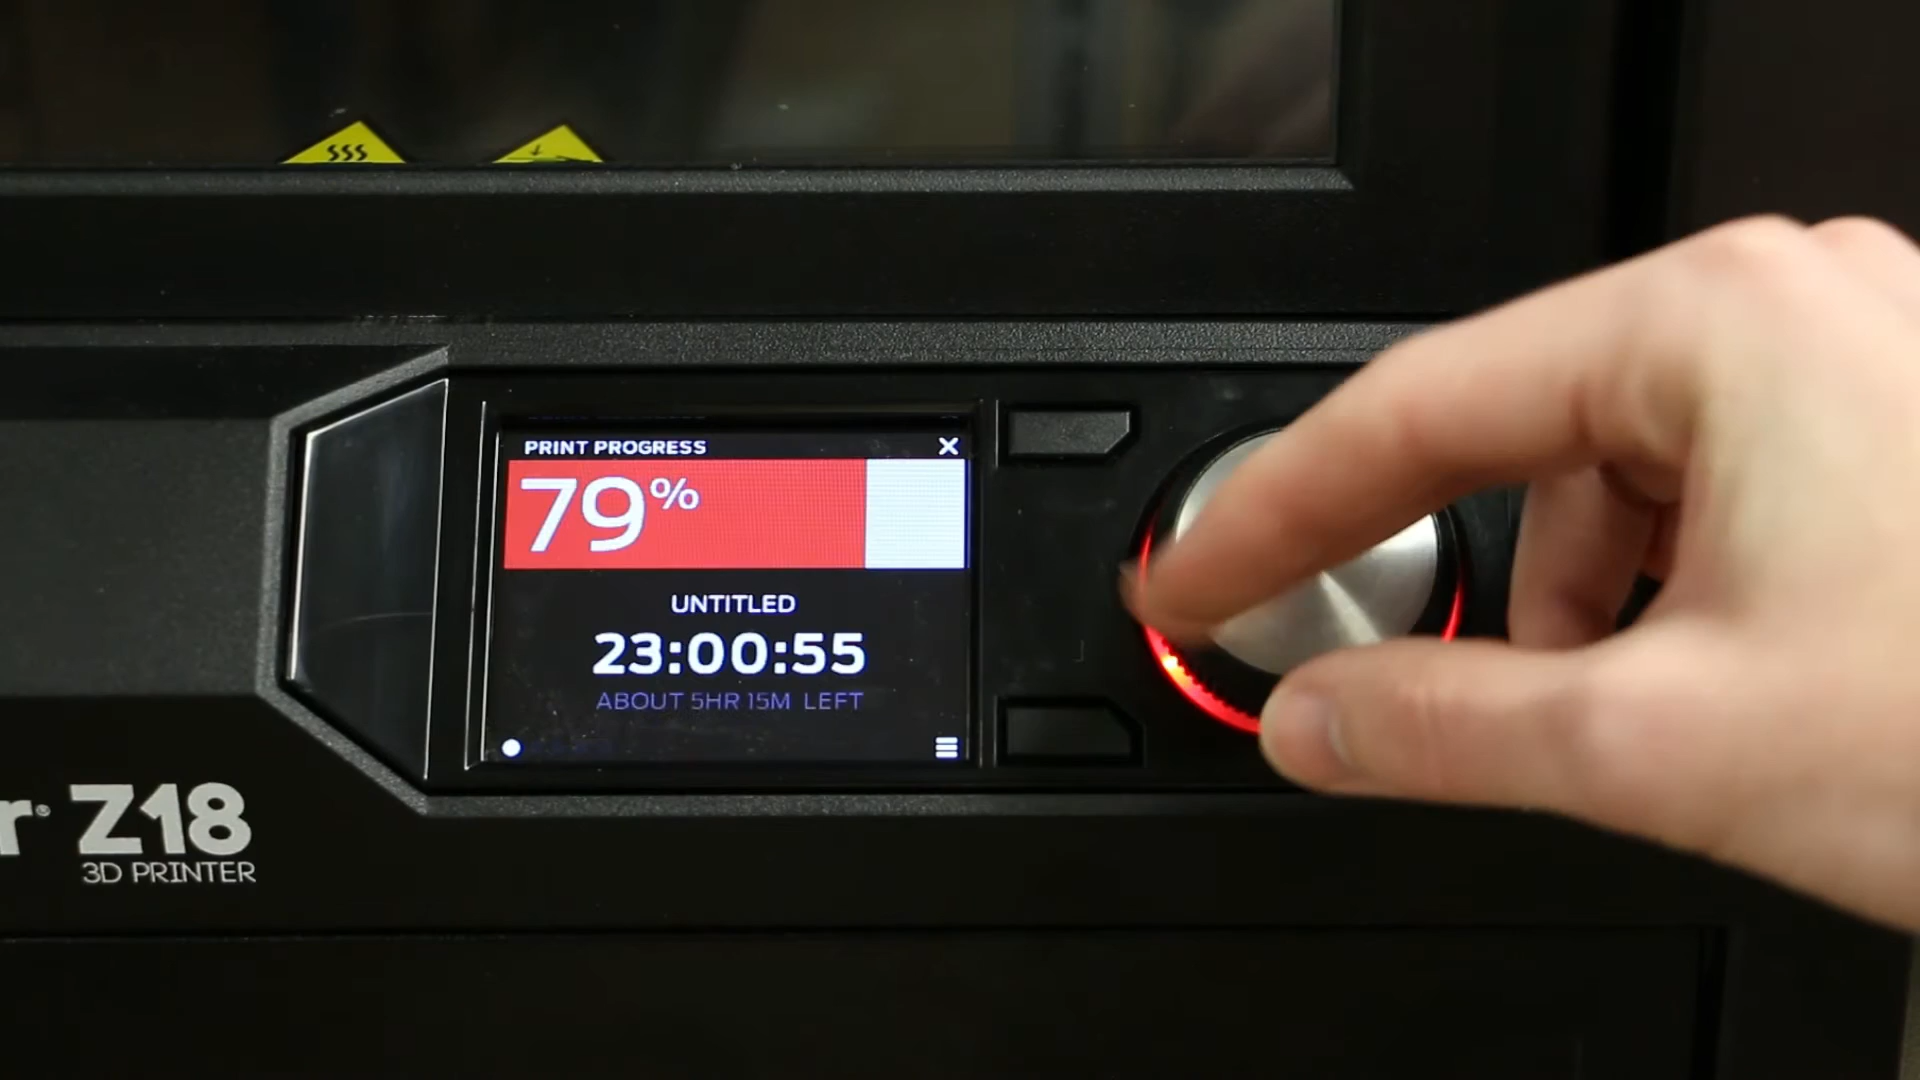 PRINT PROGRESS
79%
UNTITLED
23:00:55
ABOUT 5HR 15M LEFT
r Z18
3D PRINTER